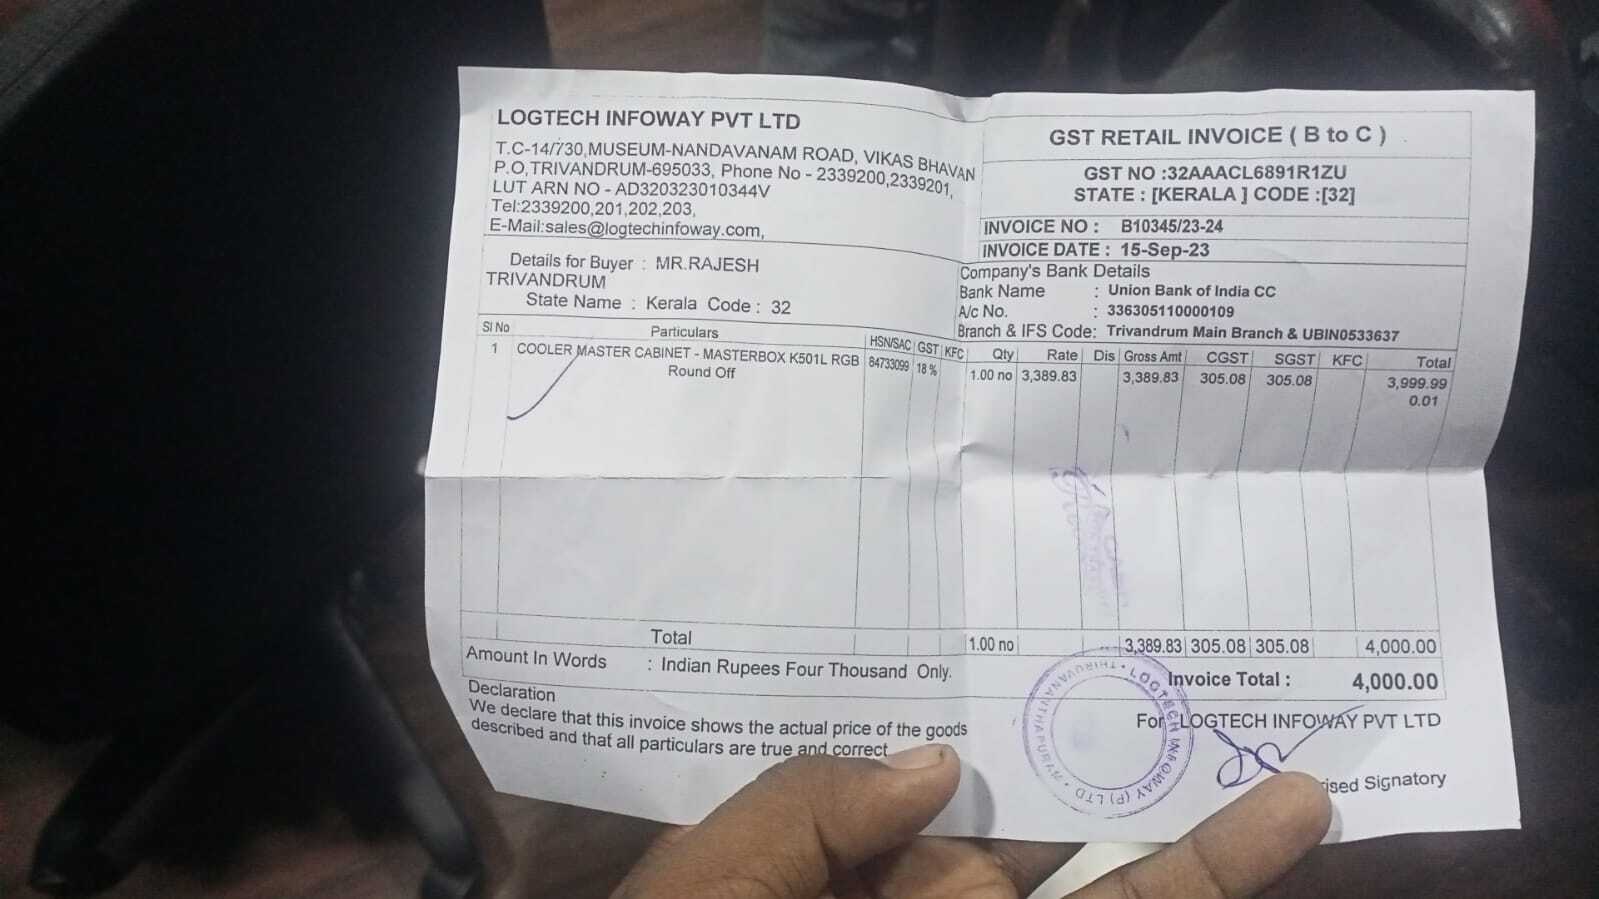 LOGTECH INFOWAY PVT LTD
T.C-14/730,MUSEUM-NANDAVANAM ROAD, VIKAS BHAVAN
P.O,TRIVANDRUM-695033, Phone No - 2339200,2339201,
LUT ARN NO - AD320323010344V
Tel:2339200,201,202,203,
E-Mail:sales@logtechinfoway.com,
GST RETAIL INVOICE ( B to C )
GST NO :32AAACL6891R1ZU
STATE : [KERALA ] CODE :[32]
INVOICE NO : B10345/23-24
INVOICE DATE : 15-Sep-23
Details for Buyer : MR.RAJESH
TRIVANDRUM
State Name : Kerala Code : 32
Company's Bank Details
Bank Name : Union Bank of India CC
A/c No. : 336305110000109
Branch & IFS Code: Trivandrum Main Branch & UBIN0533637
Sl No Particulars HSN/SAC GST KFC Qty Rate Dis Gross Amt CGST SGST KFC Total
1 COOLER MASTER CABINET - MASTERBOX K501L RGB 84733099 18 % 1.00 no 3,389.83 3,389.83 305.08 305.08 3,999.99
Round Off 0.01
Total 1.00 no 3,389.83 305.08 305.08 4,000.00
Amount In Words : Indian Rupees Four Thousand Only.
Invoice Total : 4,000.00
Declaration
We declare that this invoice shows the actual price of the goods
described and that all particulars are true and correct
For LOGTECH INFOWAY PVT LTD
LOGTECH INFOWAY (P) LTD • THIRUVANANTHAPURAM •
ised Signatory